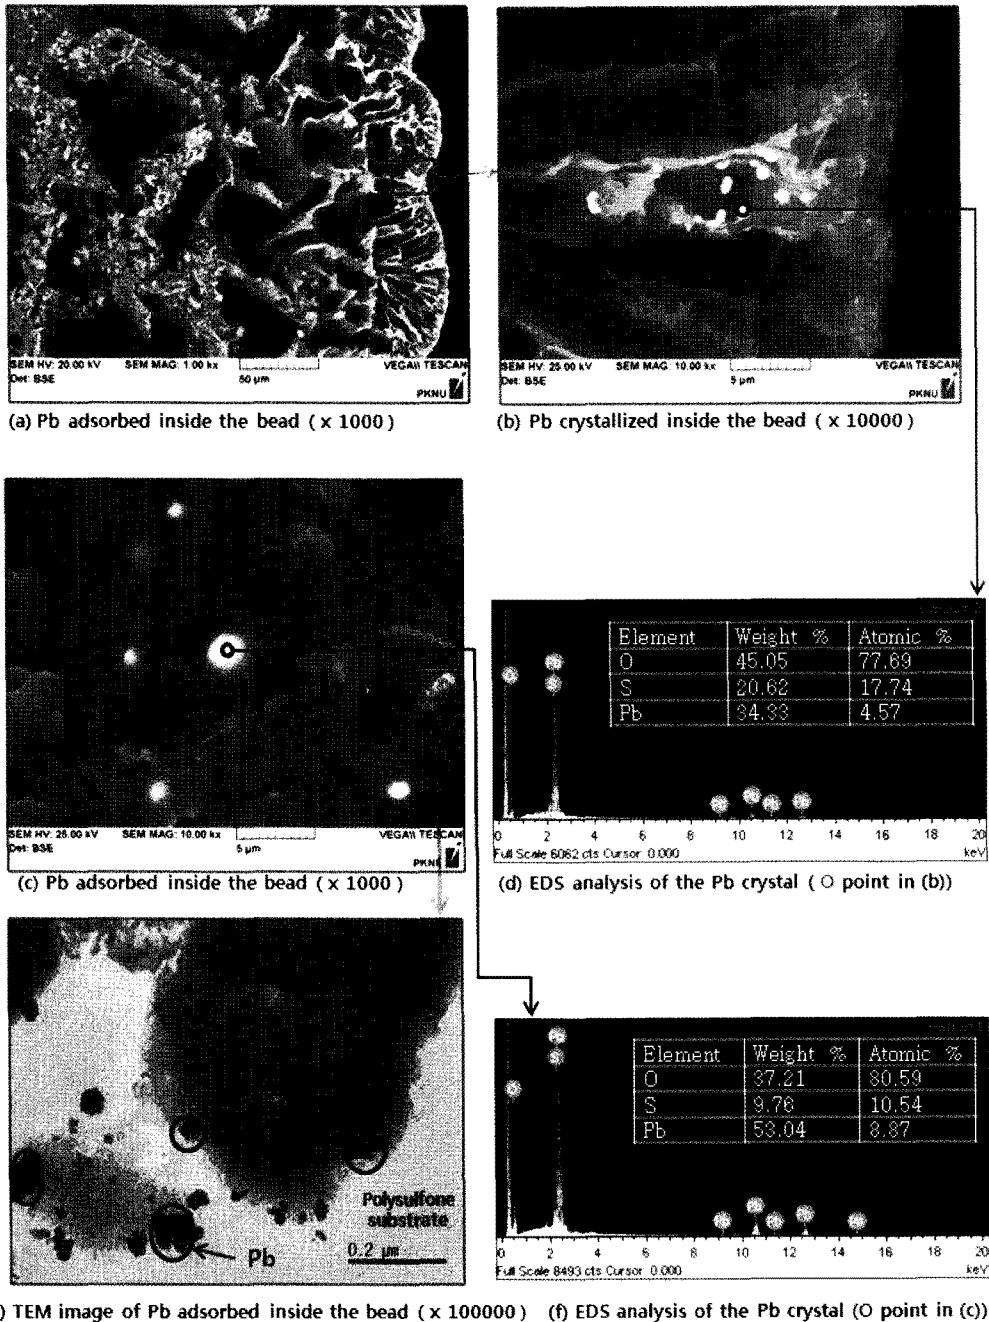 SEM HV: 20.00 kV SEM MAG: 1.00 kx VEGA\\ TESCAN
Det: BSE 50 µm
PKNU
(a) Pb adsorbed inside the bead ( x 1000)
SEM HV: 25.00 kV SEM MAG: 10.00 kx VEGA\\ TESCAN
Det: BSE 5 µm
PKNU
(b) Pb crystallized inside the bead ( x 10000)
SEM HV: 25.00 kV SEM MAG: 10.00 kx VEGA\\ TESCAN
Det: BSE 5 µm
PKNU
(c) Pb adsorbed inside the bead ( x 1000)
Element Weight % Atomic %
O 45.05 77.69
S 20.62 17.74
Pb 34.33 4.57
0 2 4 6 8 10 12 14 16 18 20
Full Scale 6062 cts Cursor 0.000 keV
(d) EDS analysis of the Pb crystal ( O point in (b))
Polysulfone
substrate
Pb
0.2 µm
) TEM image of Pb adsorbed inside the bead ( x 100000)
Element Weight % Atomic %
O 37.21 80.59
S 9.76 10.54
Pb 53.04 8.87
0 2 4 6 8 10 12 14 16 18 20
Full Scale 8493 cts Cursor 0.000 keV
(f) EDS analysis of the Pb crystal (O point in (c))